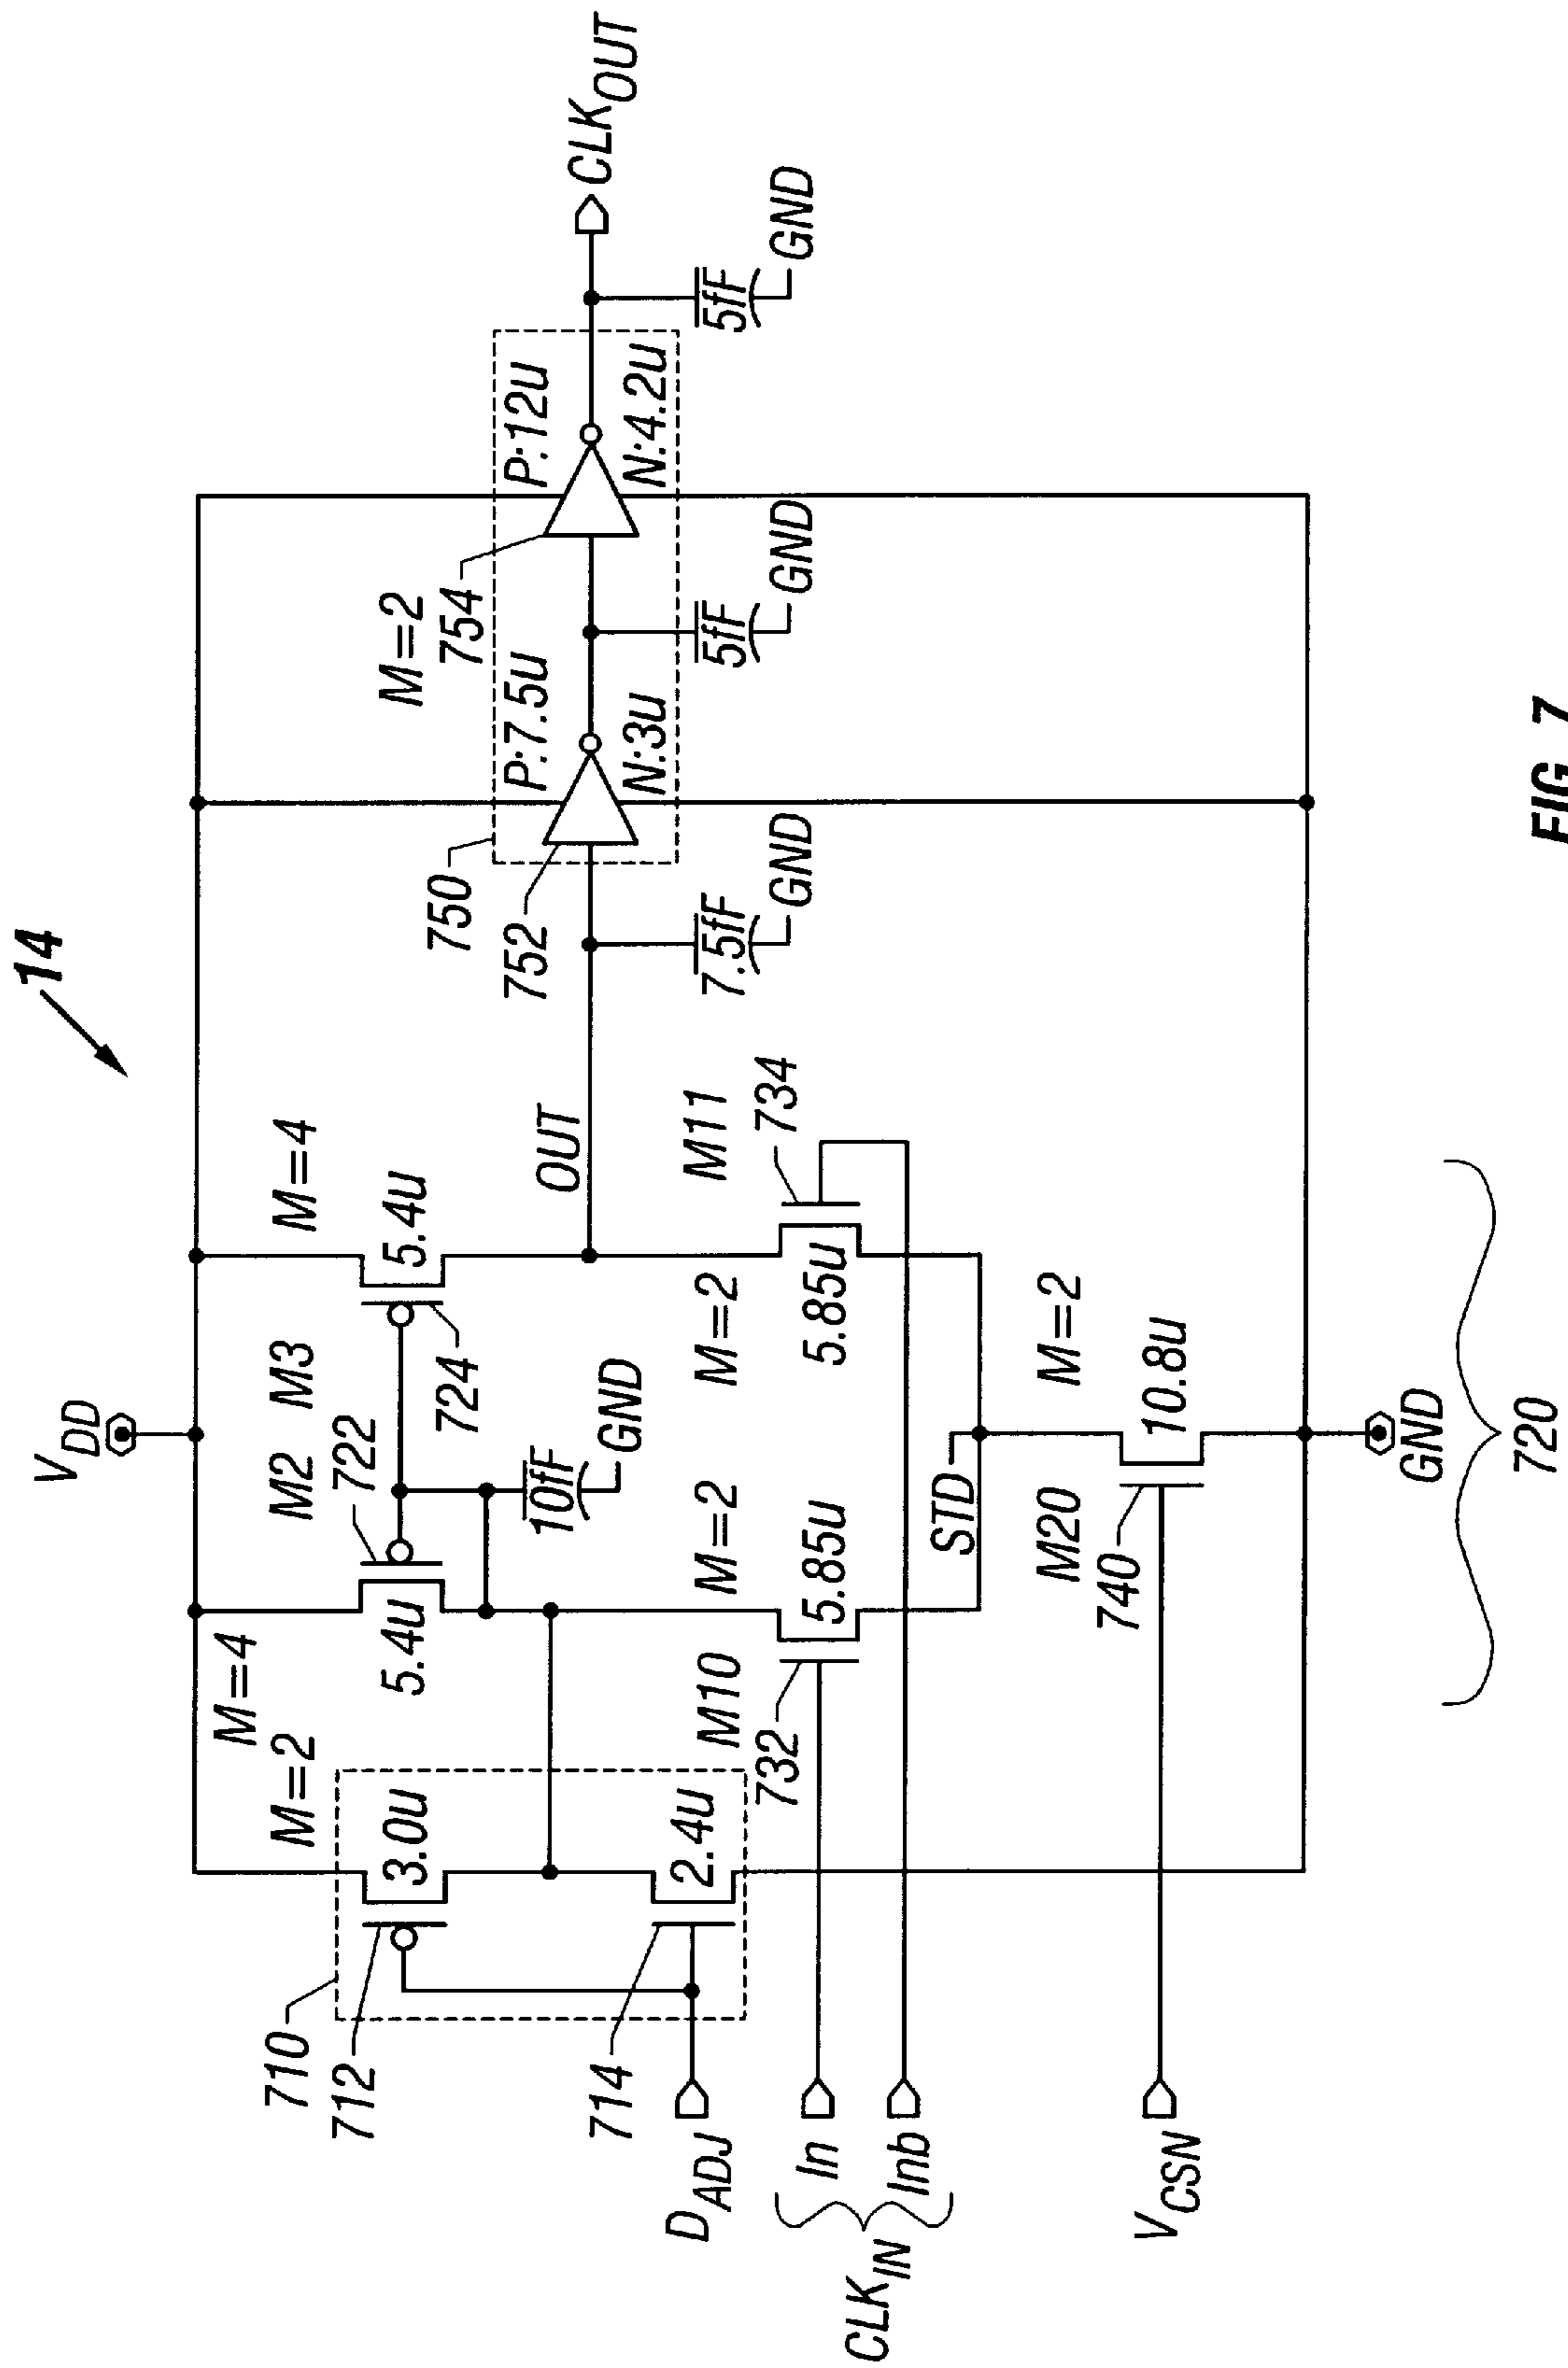 14
V_DD
M=4
M=2
M2 M3
M=4
710
712
3.0u
5.4u
722
724
5.4u
10fF
GND
OUT
750
752
P:7.5u
N:3u
M=2
754
P:12u
N:4.2u
CLK_OUT
7.5fF
GND
5fF
GND
5fF
GND
714
2.4u
D_ADJ
M10
732
M=2
5.85u
M=2
5.85u
M11
734
CLK_IN
In
Inb
STD
M20
740
M=2
10.8u
V_CSN
GND
720
FIG. 7